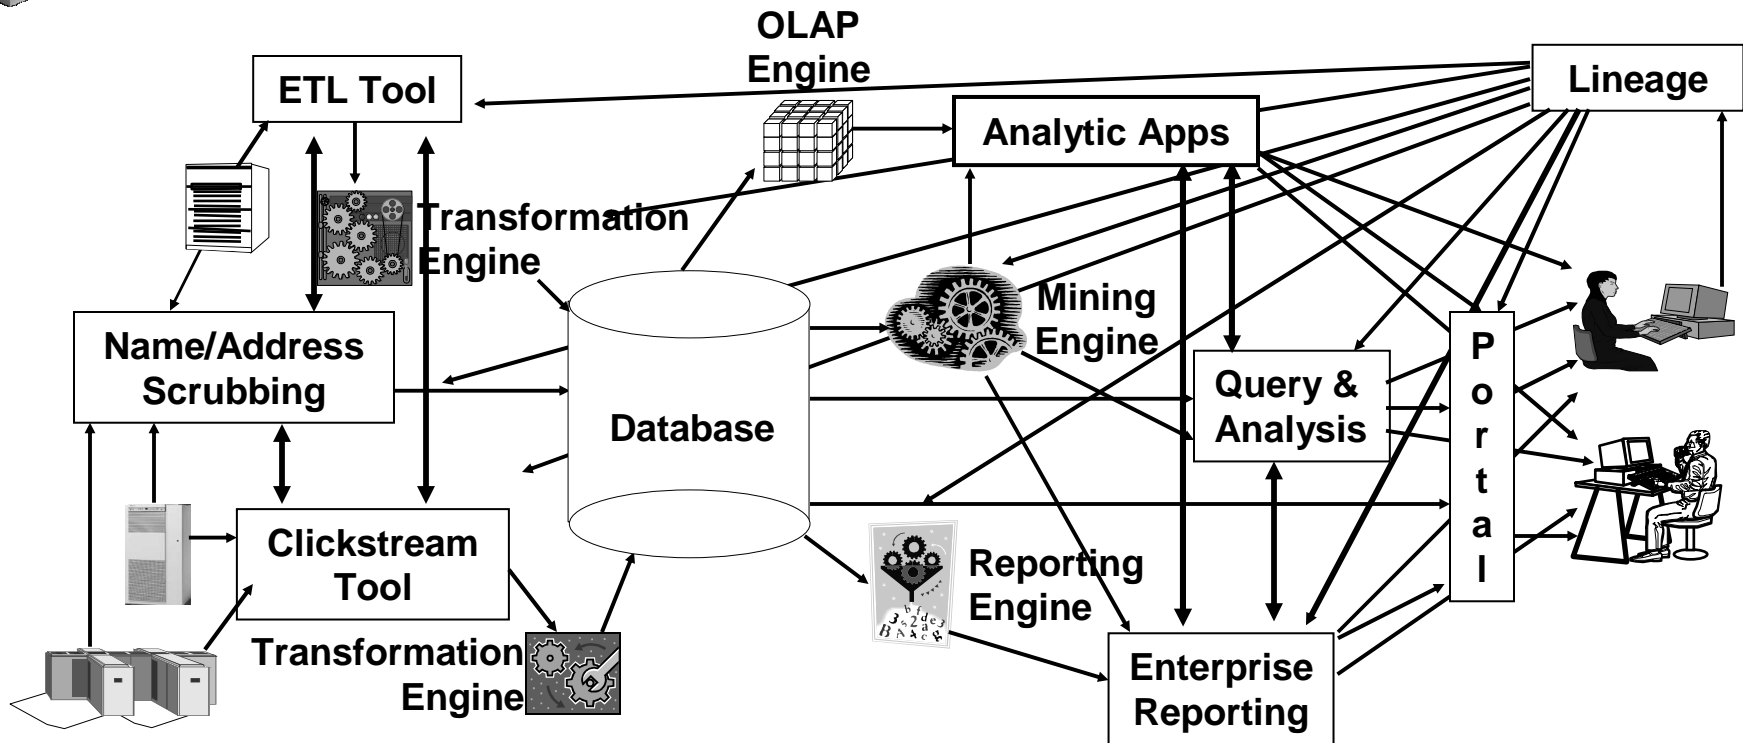 OLAP
Engine
ETL Tool
Lineage
Analytic Apps
Transformation
Engine
Mining
Engine
Name/Address
Scrubbing
Portal
Query &
Analysis
Database
Clickstream
Tool
Reporting
Engine
Transformation
Engine
Enterprise
Reporting